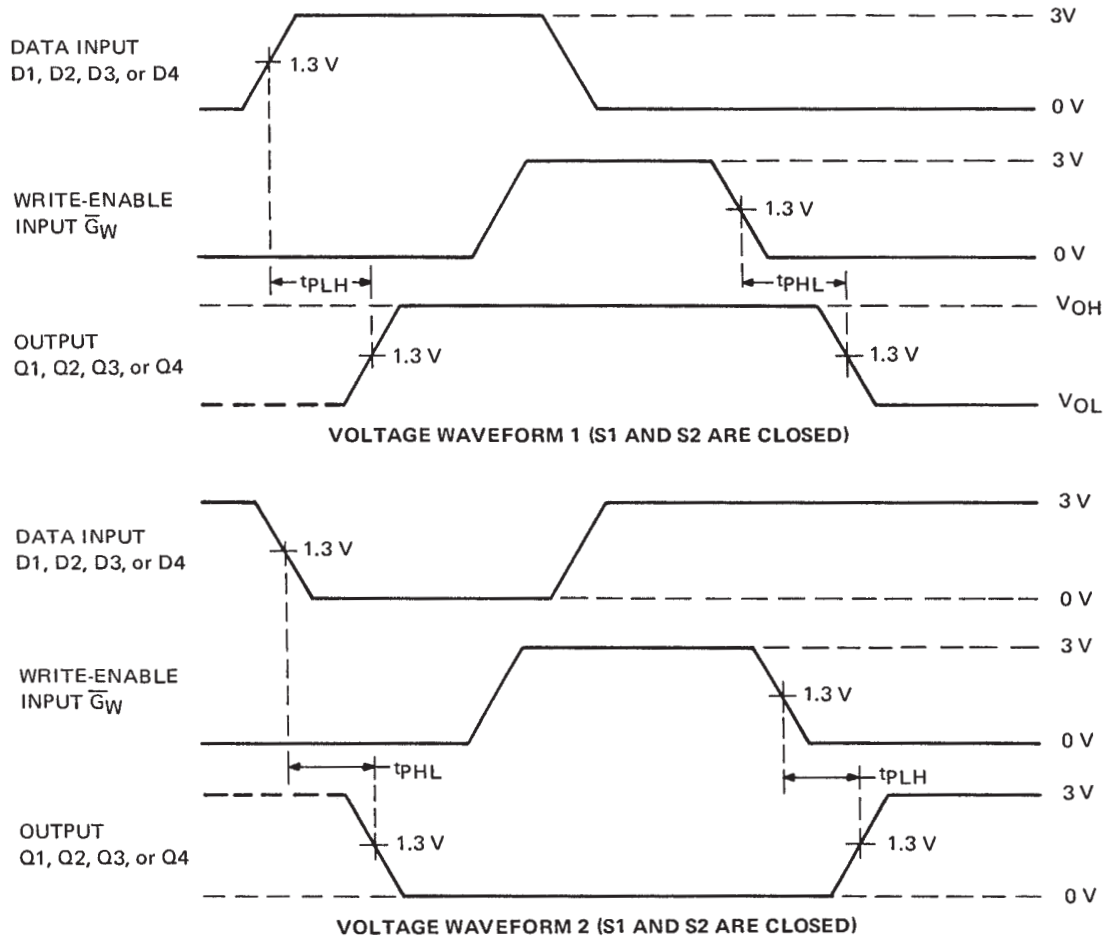 3V
DATA INPUT
D1, D2, D3, or D4
1.3 V
0 V
3 V
WRITE-ENABLE
INPUT G̅W
1.3 V
0 V
tPLH
tPHL
VOH
OUTPUT
Q1, Q2, Q3, or Q4
1.3 V
1.3 V
VOL
VOLTAGE WAVEFORM 1 (S1 AND S2 ARE CLOSED)
3 V
DATA INPUT
D1, D2, D3, or D4
1.3 V
0 V
3 V
WRITE-ENABLE
INPUT G̅W
1.3 V
0 V
tPHL
tPLH
3 V
OUTPUT
Q1, Q2, Q3, or Q4
1.3 V
1.3 V
0 V
VOLTAGE WAVEFORM 2 (S1 AND S2 ARE CLOSED)